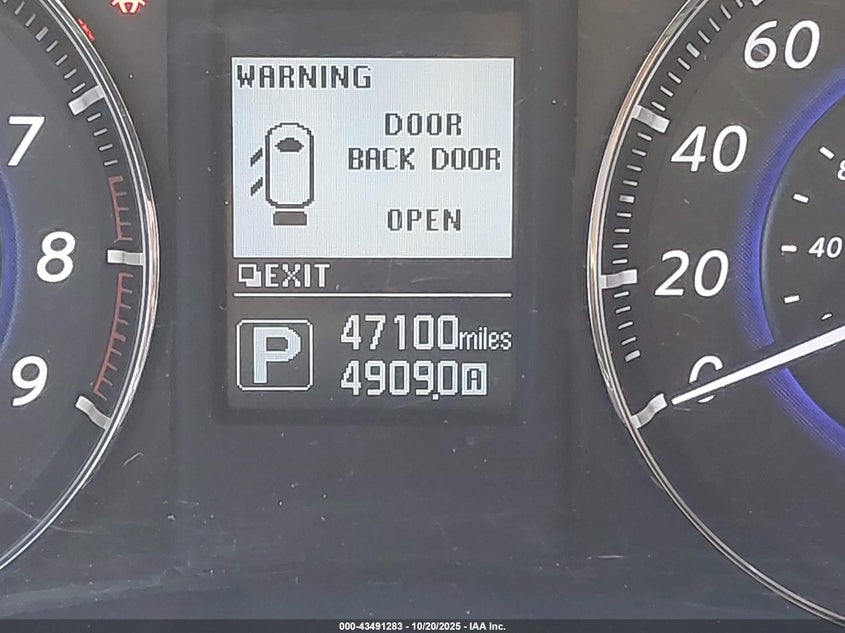 WARNING
DOOR
BACK DOOR
OPEN
EXIT
P
47100miles
4909.0 A
7
8
9
60
40
20
0
40
000-43491283 - 10/20/2025 - IAA Inc.